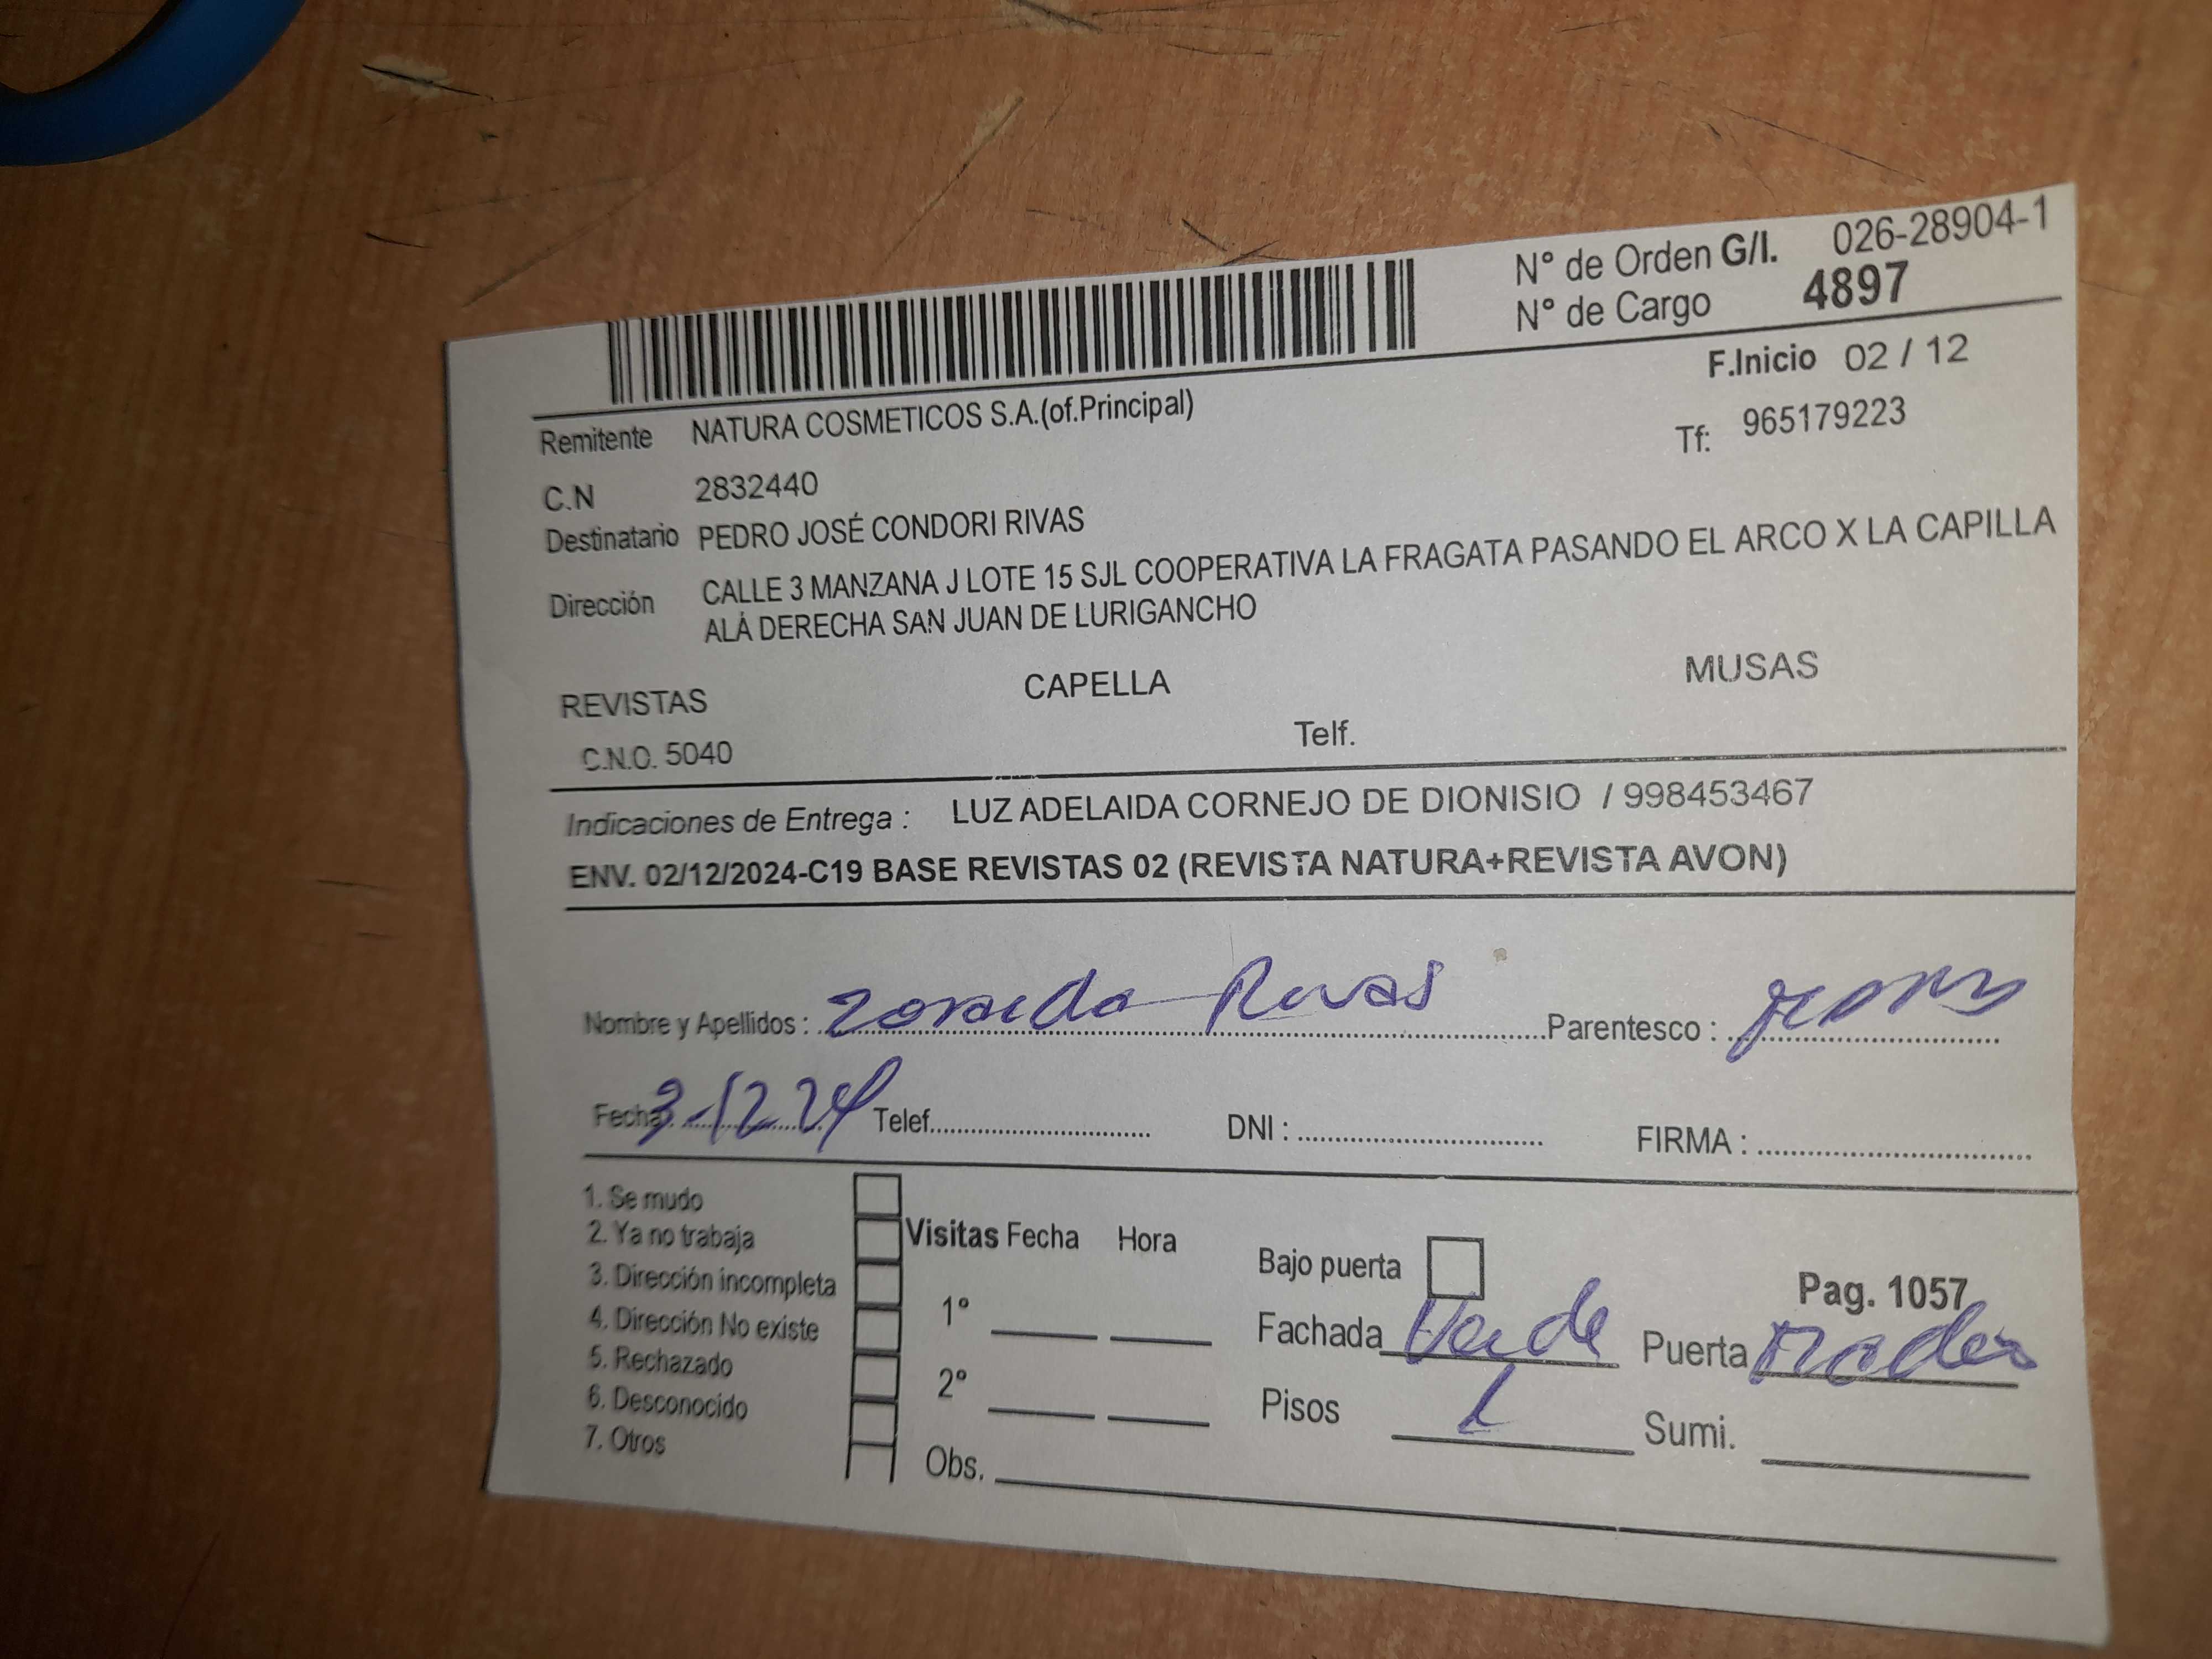 N° de Orden G/I. 026-28904-1
N° de Cargo 4897
F.Inicio 02 / 12
Remitente NATURA COSMETICOS S.A.(of.Principal)
Tf: 965179223
C.N 2832440
Destinatario PEDRO JOSÉ CONDORI RIVAS
Dirección CALLE 3 MANZANA J LOTE 15 SJL COOPERATIVA LA FRAGATA PASANDO EL ARCO X LA CAPILLA
ALÁ DERECHA SAN JUAN DE LURIGANCHO
REVISTAS CAPELLA MUSAS
C.N.O. 5040 Telf.
Indicaciones de Entrega : LUZ ADELAIDA CORNEJO DE DIONISIO / 998453467
ENV. 02/12/2024-C19 BASE REVISTAS 02 (REVISTA NATURA+REVISTA AVON)
Nombre y Apellidos : Rivas Parentesco :
Fecha: 3-12 24 Telef. DNI : FIRMA :
1. Se mudo
2. Ya no trabaja
3. Dirección incompleta
4. Dirección No existe
5. Rechazado
6. Desconocido
7. Otros
Visitas Fecha Hora
1°
2°
Obs.
Bajo puerta
Pag. 1057
Fachada Verde Puerta Mader
Pisos 1 Sumi.